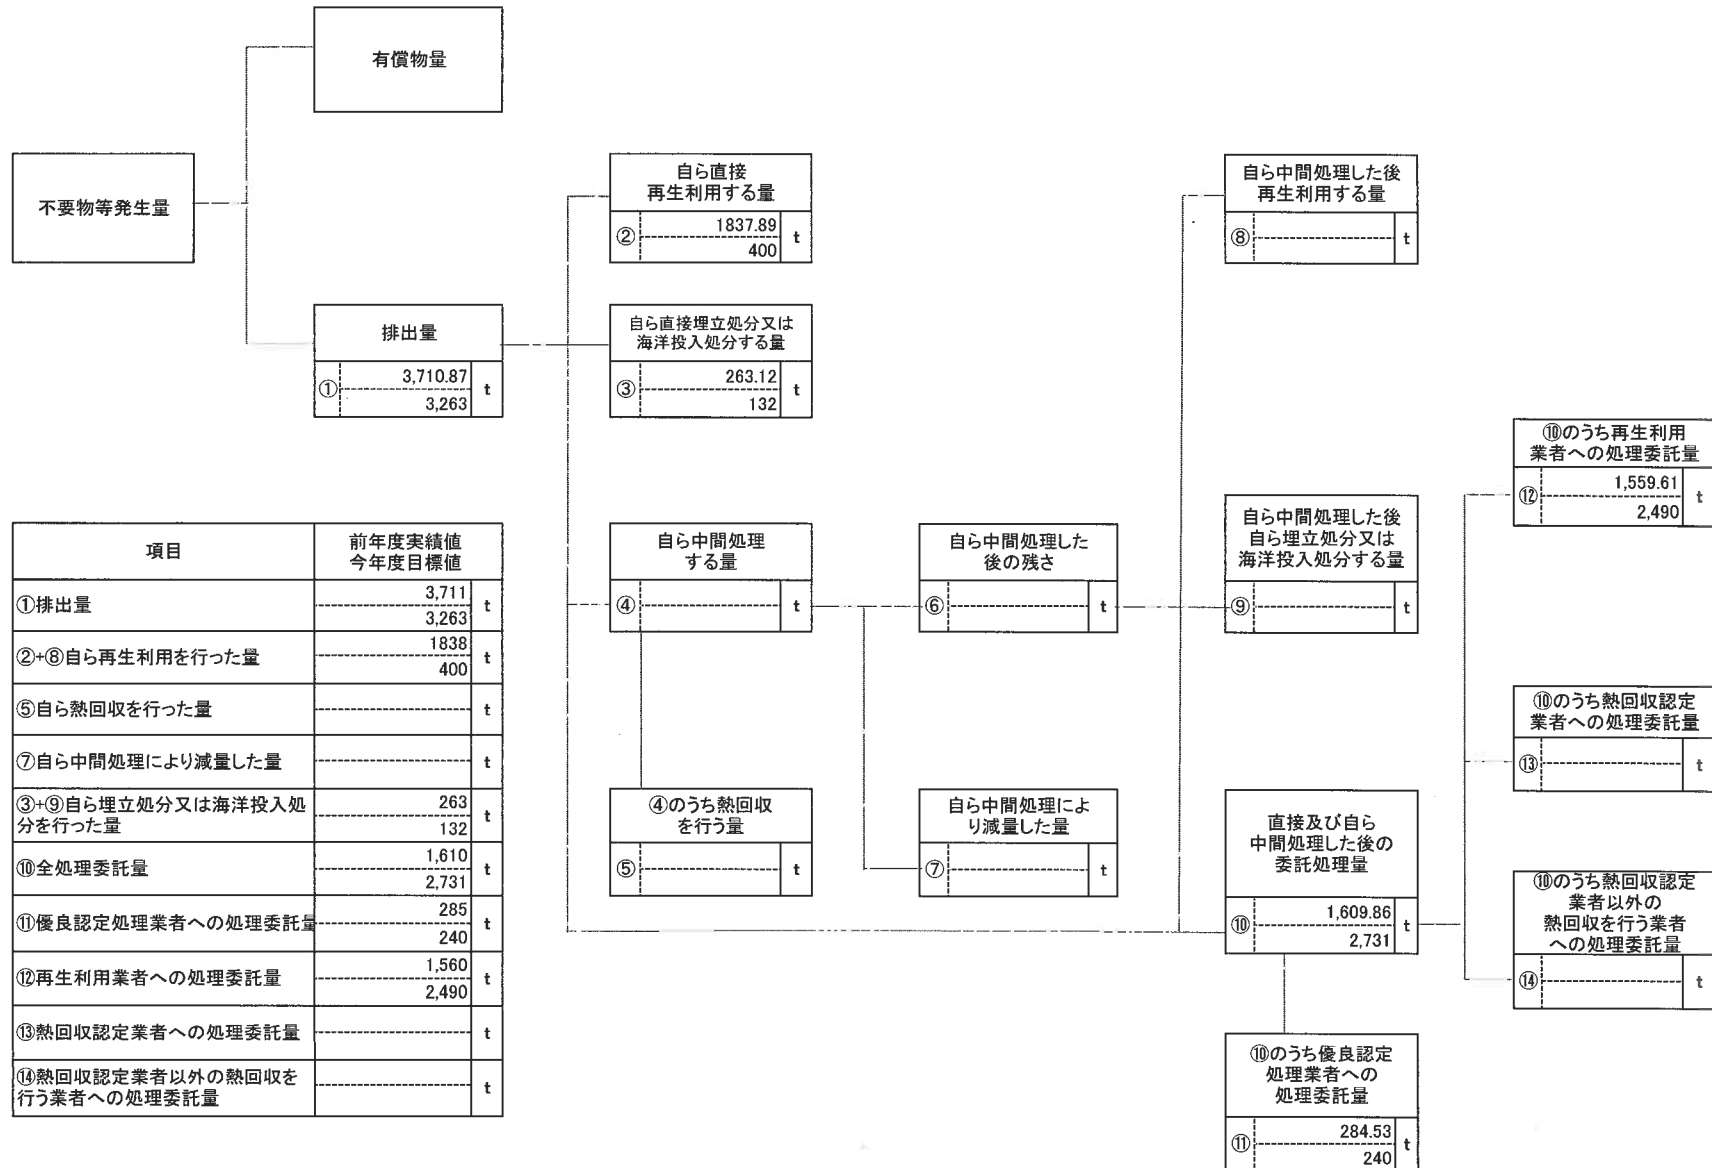 有償物量
不要物等発生量
排出量
①
3,710.87
3,263
t
自ら直接
再生利用する量
②
1837.89
400
t
自ら直接埋立処分又は
海洋投入処分する量
③
263.12
132
t
自ら中間処理
する量
④
t
④のうち熱回収
を行う量
⑤
t
自ら中間処理した
後の残さ
⑥
t
自ら中間処理によ
り減量した量
⑦
t
自ら中間処理した後
再生利用する量
⑧
t
自ら中間処理した後
自ら埋立処分又は
海洋投入処分する量
⑨
t
直接及び自ら
中間処理した後の
委託処理量
⑩
1,609.86
2,731
t
⑩のうち優良認定
処理業者への
処理委託量
⑪
284.53
240
t
⑩のうち再生利用
業者への処理委託量
⑫
1,559.61
2,490
t
⑩のうち熱回収認定
業者への処理委託量
⑬
t
⑩のうち熱回収認定
業者以外の
熱回収を行う業者
への処理委託量
⑭
t
項目
前年度実績値
今年度目標値
①排出量
3,711
3,263
t
②+⑧自ら再生利用を行った量
1838
400
t
⑤自ら熱回収を行った量
t
⑦自ら中間処理により減量した量
t
③+⑨自ら埋立処分又は海洋投入処
分を行った量
263
132
t
⑩全処理委託量
1,610
2,731
t
⑪優良認定処理業者への処理委託量
285
240
t
⑫再生利用業者への処理委託量
1,560
2,490
t
⑬熱回収認定業者への処理委託量
t
⑭熱回収認定業者以外の熱回収を
行う業者への処理委託量
t